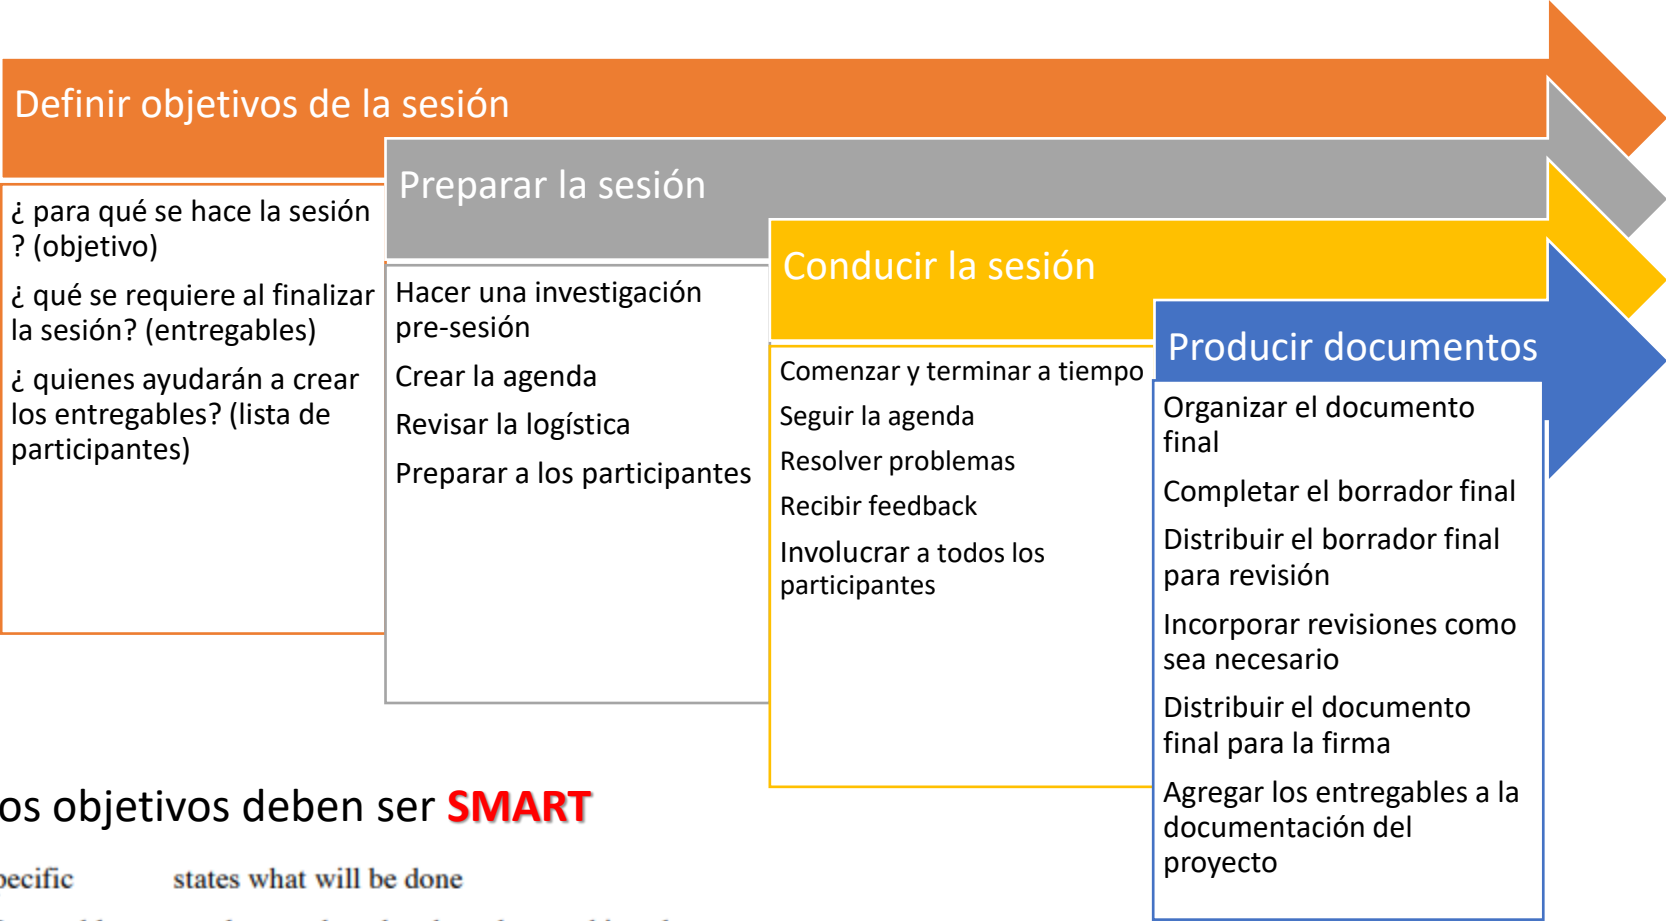 Definir objetivos de la sesión
¿ para qué se hace la sesión
? (objetivo)
¿ qué se requiere al finalizar
la sesión? (entregables)
¿ quienes ayudarán a crear
los entregables? (lista de
participantes)
Preparar la sesión
Hacer una investigación
pre-sesión
Crear la agenda
Revisar la logística
Preparar a los participantes
Conducir la sesión
Comenzar y terminar a tiempo
Seguir la agenda
Resolver problemas
Recibir feedback
Involucrar a todos los
participantes
Producir documentos
Organizar el documento
final
Completar el borrador final
Distribuir el borrador final
para revisión
Incorporar revisiones como
sea necesario
Distribuir el documento
final para la firma
Agregar los entregables a la
documentación del
proyecto
os objetivos deben ser SMART
pecific states what will be done